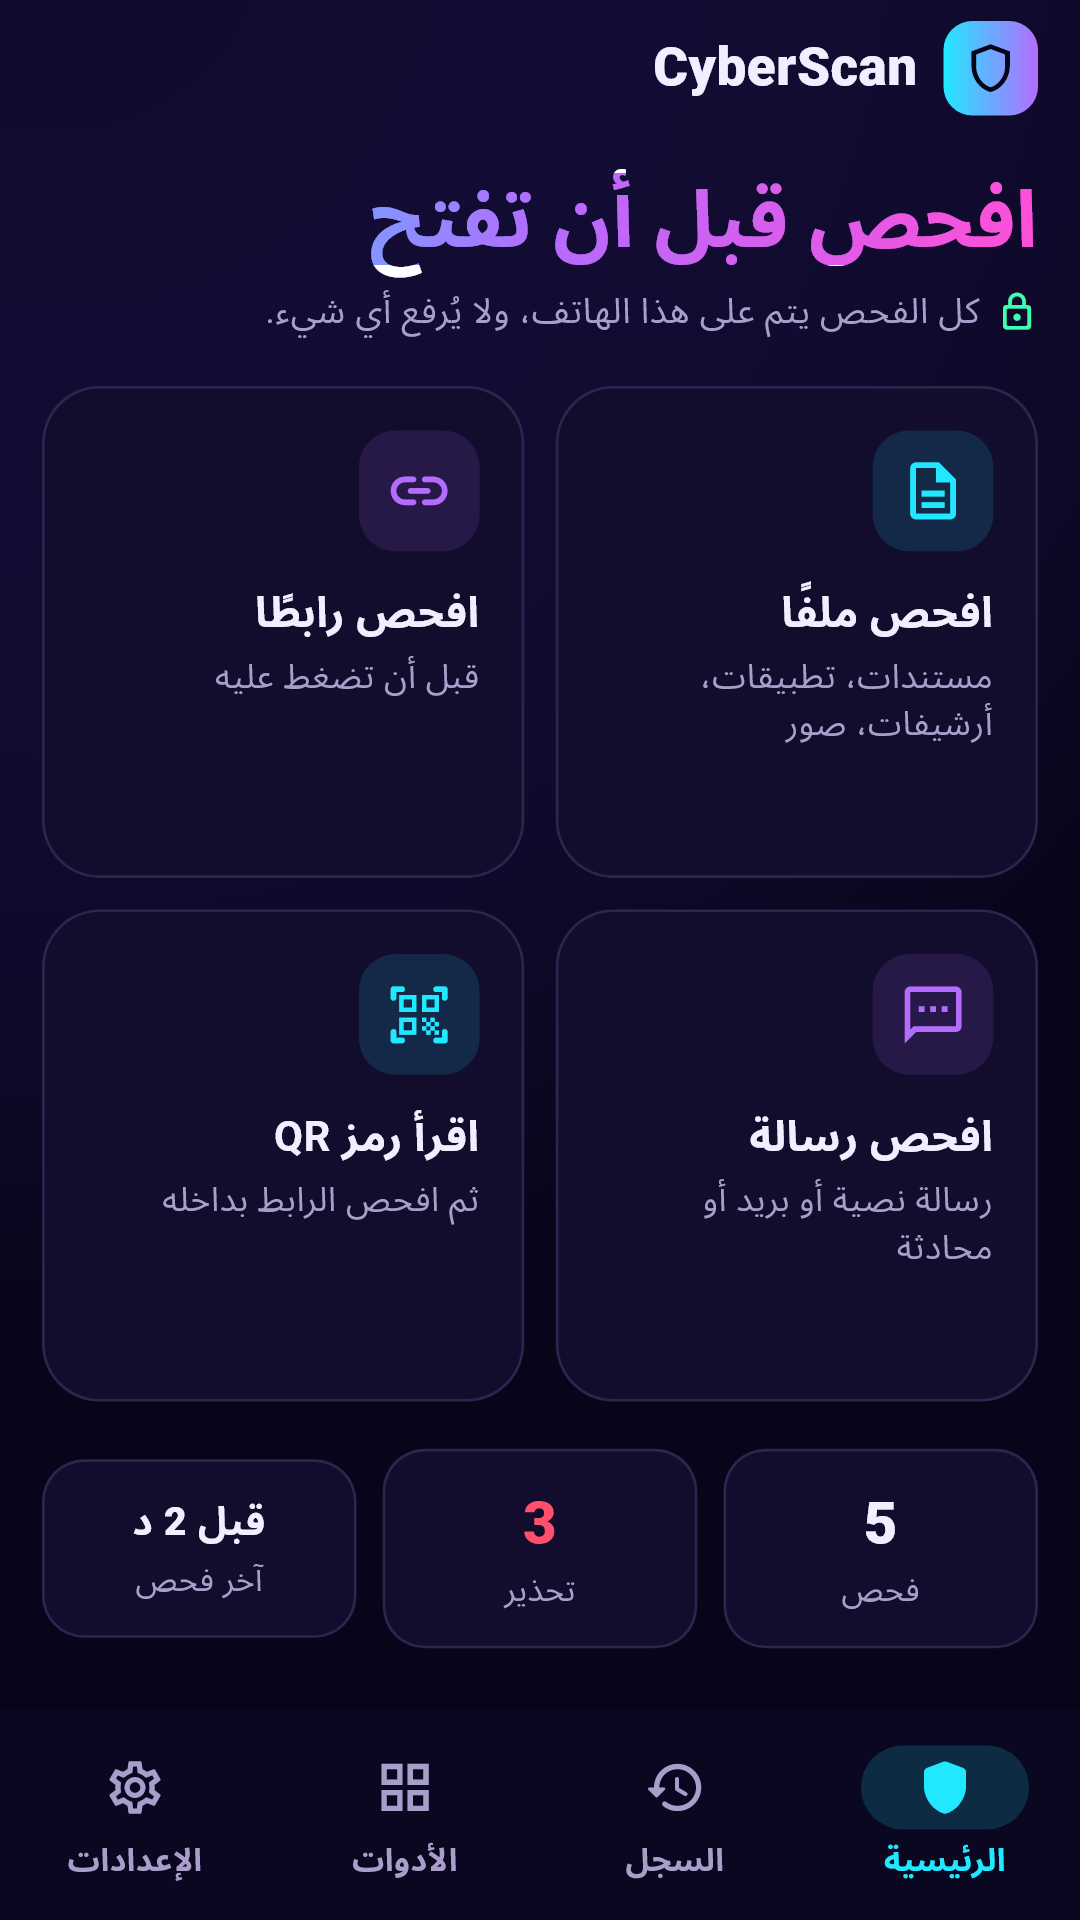 CyberScan
افحص قبل أن تفتح
كل الفحص يتم على هذا الهاتف، ولا يُرفع أي شيء.
افحص ملفًا
مستندات، تطبيقات،
أرشيفات، صور
افحص رابطًا
قبل أن تضغط عليه
افحص رسالة
رسالة نصية أو بريد أو
محادثة
اقرأ رمز QR
ثم افحص الرابط بداخله
5
فحص
3
تحذير
قبل 2 د
آخر فحص
الرئيسية
السجل
الأدوات
الإعدادات